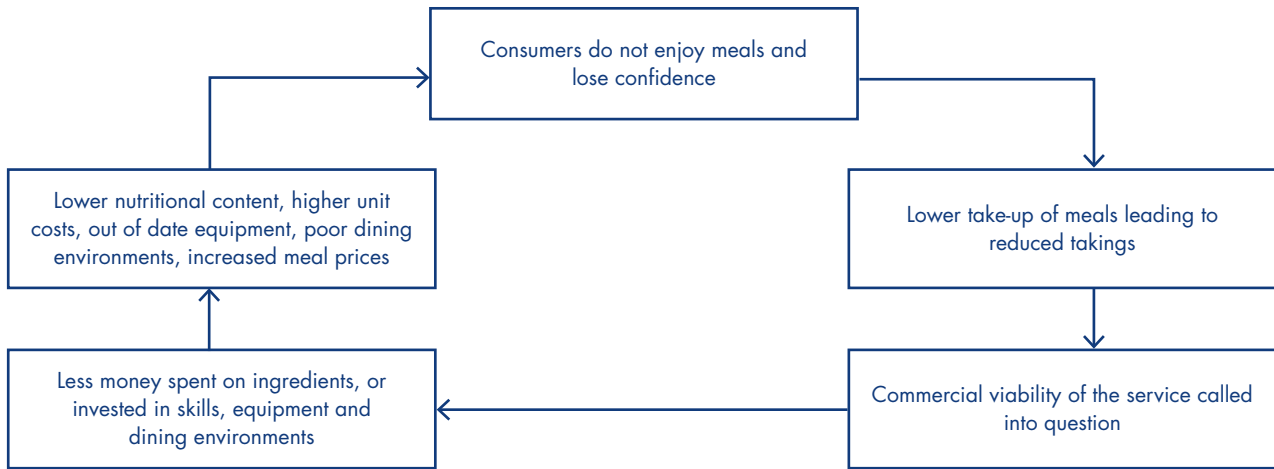 Consumers do not enjoy meals and
lose confidence
Lower take-up of meals leading to
reduced takings
Commercial viability of the service called
into question
Less money spent on ingredients, or
invested in skills, equipment and
dining environments
Lower nutritional content, higher unit
costs, out of date equipment, poor dining
environments, increased meal prices